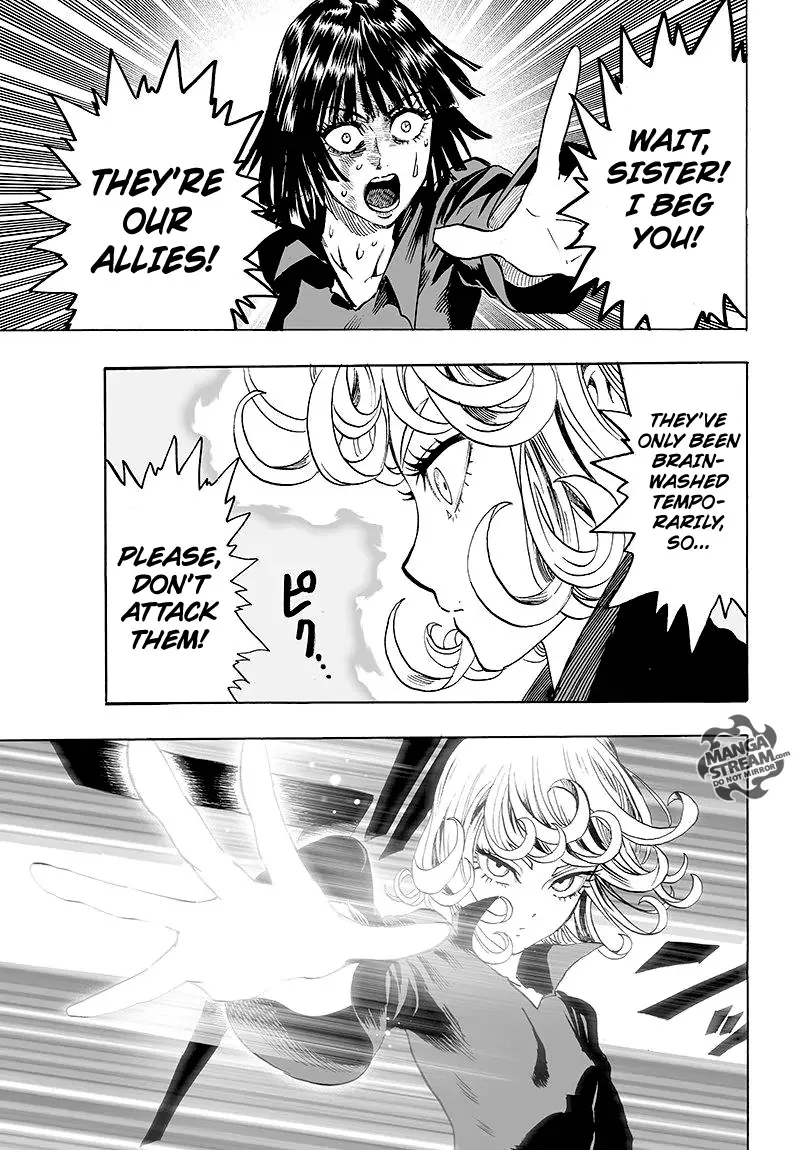 WAIT,
SISTER!
I BEG
YOU!
THEY'RE
OUR
ALLIES!
THEY'VE
ONLY BEEN
BRAIN-
WASHED
TEMPO-
RARILY,
SO...
PLEASE,
DON'T
ATTACK
THEM!
ピク…
MANGA
STREAM.com
DO NOT MIRROR